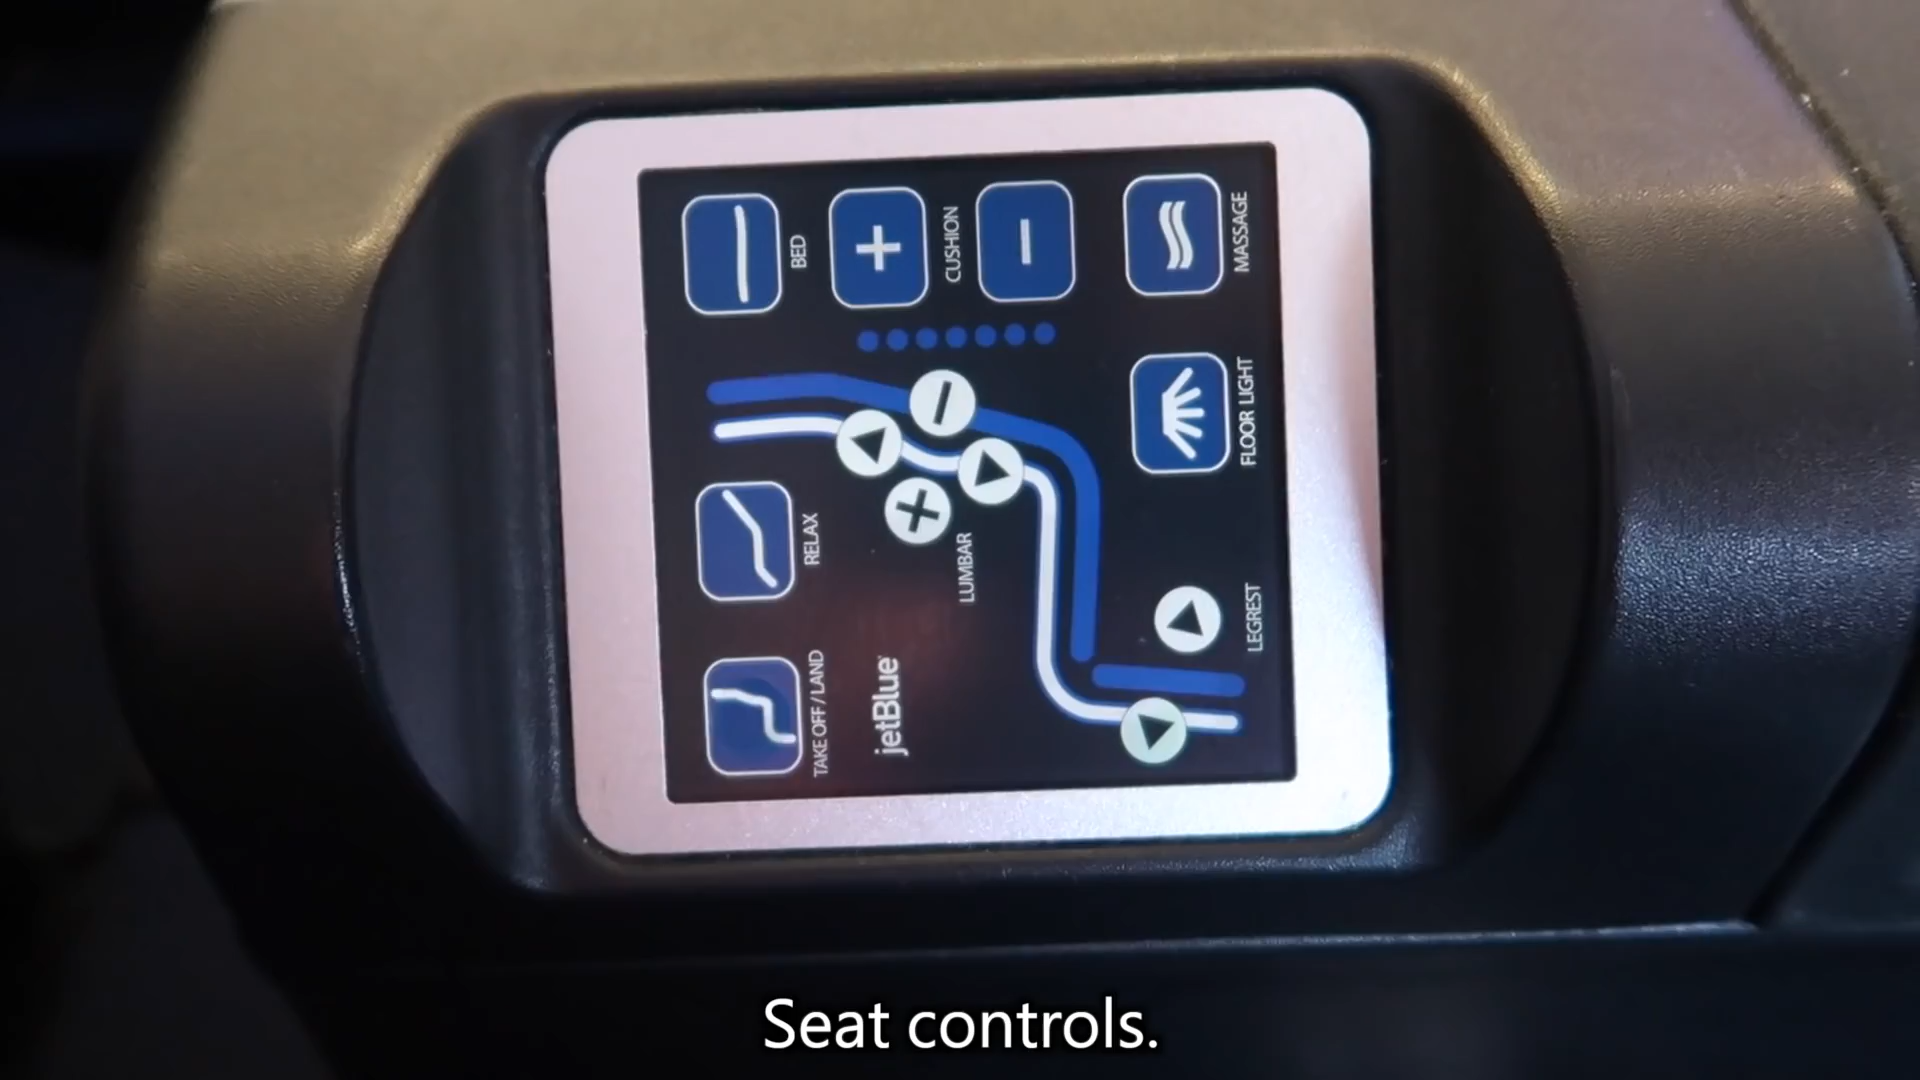 TAKE OFF / LAND
RELAX
BED
jetBlue
LUMBAR
CUSHION
LEGREST
FLOOR LIGHT
MASSAGE
Seat controls.